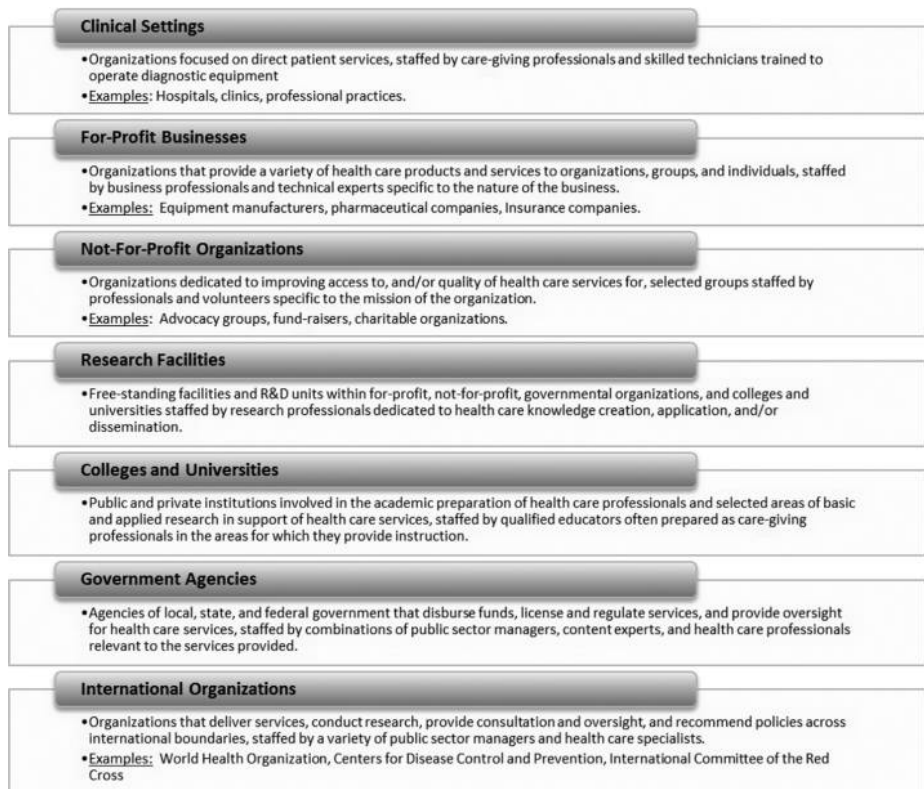 Clinical Settings
•Organizations focused on direct patient services, staffed by care-giving professionals and skilled technicians trained to
operate diagnostic equipment
•Examples: Hospitals, clinics, professional practices.
For-Profit Businesses
•Organizations that provide a variety of health care products and services to organizations, groups, and individuals, staffed
by business professionals and technical experts specific to the nature of the business.
•Examples: Equipment manufacturers, pharmaceutical companies, Insurance companies.
Not-For-Profit Organizations
•Organizations dedicated to improving access to, and/or quality of health care services for, selected groups staffed by
professionals and volunteers specific to the mission of the organization.
•Examples: Advocacy groups, fund-raisers, charitable organizations.
Research Facilities
•Free-standing facilities and R&D units within for-profit, not-for-profit, governmental organizations, and colleges and
universities staffed by research professionals dedicated to health care knowledge creation, application, and/or
dissemination.
Colleges and Universities
•Public and private institutions involved in the academic preparation of health care professionals and selected areas of basic
and applied research in support of health care services, staffed by qualified educators often prepared as care-giving
professionals in the areas for which they provide instruction.
Government Agencies
•Agencies of local, state, and federal government that disburse funds, license and regulate services, and provide oversight
for health care services, staffed by combinations of public sector managers, content experts, and health care professionals
relevant to the services provided.
International Organizations
•Organizations that deliver services, conduct research, provide consultation and oversight, and recommend policies across
international boundaries, staffed by a variety of public sector managers and health care specialists.
•Examples: World Health Organization, Centers for Disease Control and Prevention, International Committee of the Red
Cross